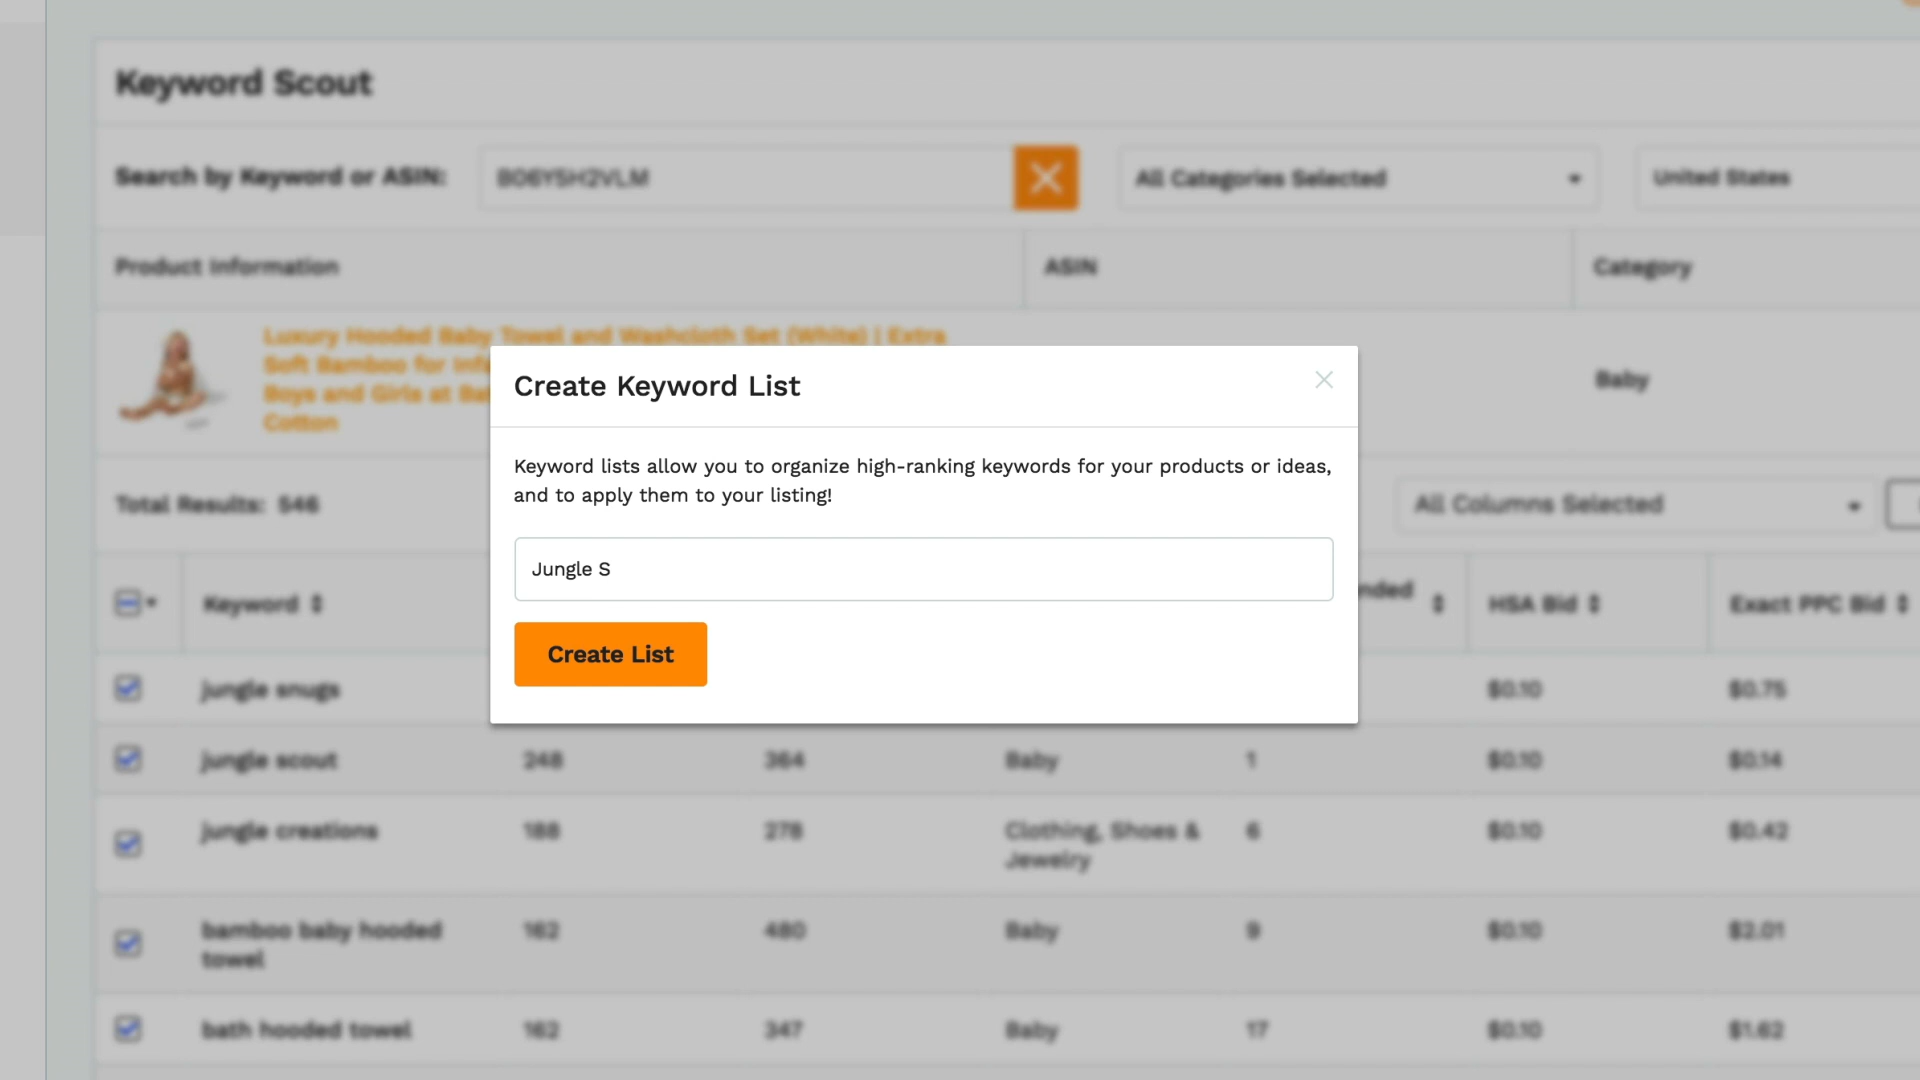 Keyword Scout
Search by Keyword or ASIN:
All Categories Selected
United States
Product Information
ASIN
Category
Luxury Hooded Baby Towel and Washcloth Set (White) | Extra
Soft Bamboo for
Boys and Girls at
Cotton
Baby
Create Keyword List
Keyword lists allow you to organize high-ranking keywords for your products or ideas,
and to apply them to your listing!
Jungle S
Create List
Total Results: 546
All Columns Selected
Keyword
HSA Bid
Exact PPC Bid
jungle snugs
$0.10
$0.75
jungle scout
248
364
Baby
1
$0.10
$0.14
jungle creations
188
278
Clothing, Shoes &
Jewelry
6
$0.10
$0.42
bamboo baby hooded
towel
162
480
Baby
9
$0.10
$2.01
bath hooded towel
162
347
Baby
17
$0.10
$1.62